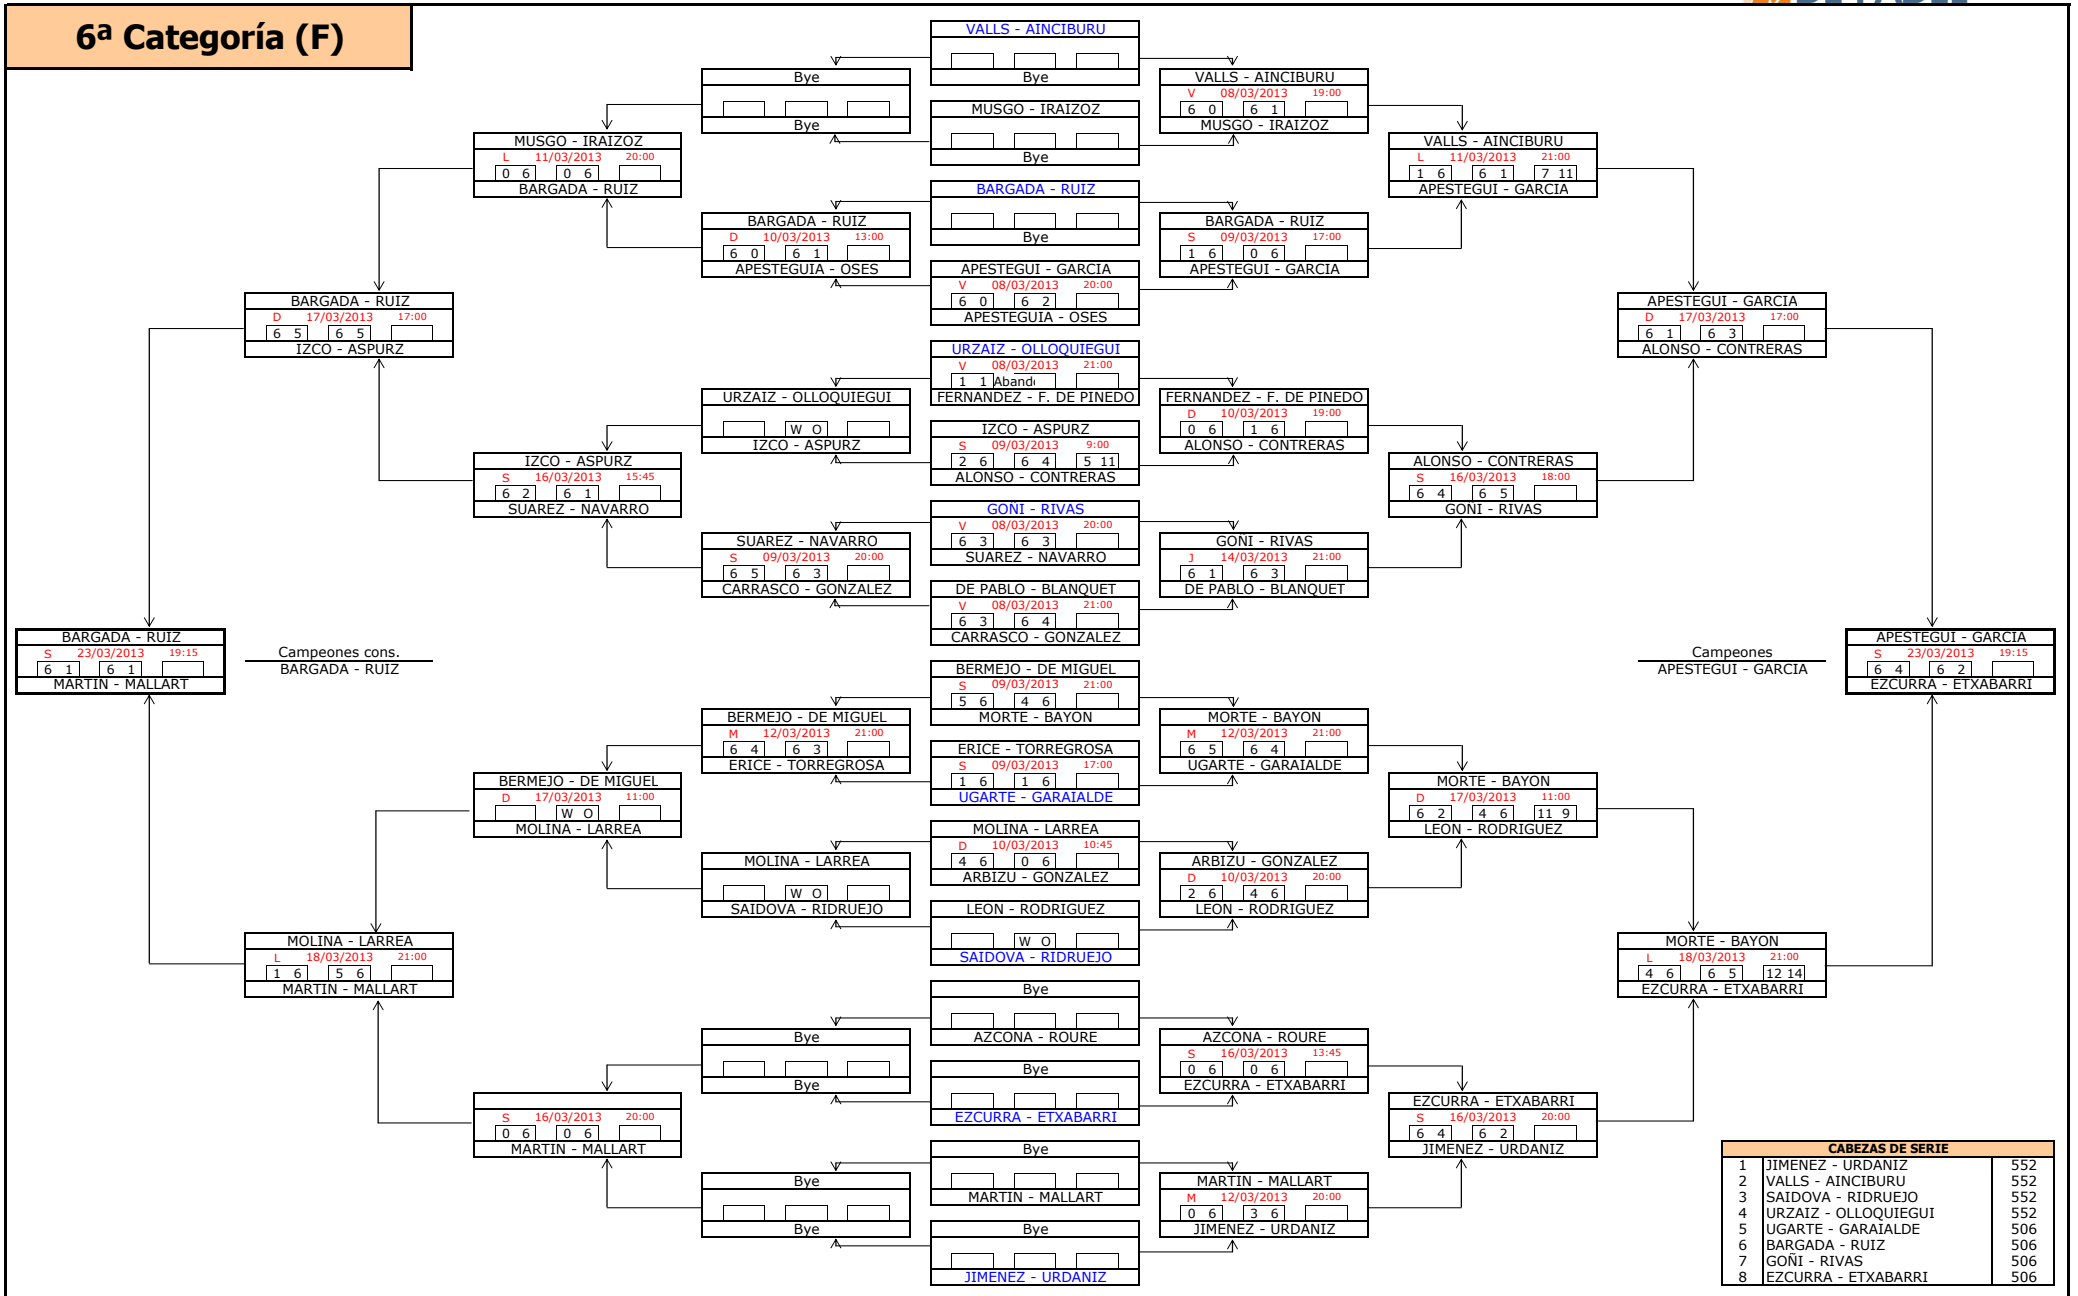 6ª Categoría (F)
VALLS - AINCIBURU
Bye
MUSGO - IRAIZOZ
Bye
BARGADA - RUIZ
Bye
APESTEGUI - GARCIA
V 08/03/2013 20:00
6 0 6 2
APESTEGUIA - OSES
URZAIZ - OLLOQUIEGUI
V 08/03/2013 21:00
1 1 Aband
FERNANDEZ - F. DE PINEDO
IZCO - ASPURZ
S 09/03/2013 9:00
2 6 6 4 5 11
ALONSO - CONTRERAS
GOÑI - RIVAS
V 08/03/2013 20:00
6 3 6 3
SUAREZ - NAVARRO
DE PABLO - BLANQUET
V 08/03/2013 21:00
6 3 6 4
CARRASCO - GONZALEZ
BERMEJO - DE MIGUEL
S 09/03/2013 21:00
5 6 4 6
MORTE - BAYON
ERICE - TORREGROSA
S 09/03/2013 17:00
1 6 1 6
UGARTE - GARAIALDE
MOLINA - LARREA
D 10/03/2013 10:45
4 6 0 6
ARBIZU - GONZALEZ
LEON - RODRIGUEZ
W O
SAIDOVA - RIDRUEJO
Bye
AZCONA - ROURE
Bye
EZCURRA - ETXABARRI
Bye
MARTIN - MALLART
Bye
JIMENEZ - URDANIZ
Bye
Bye
BARGADA - RUIZ
D 10/03/2013 13:00
6 0 6 1
APESTEGUIA - OSES
URZAIZ - OLLOQUIEGUI
W O
IZCO - ASPURZ
SUAREZ - NAVARRO
S 09/03/2013 20:00
6 5 6 3
CARRASCO - GONZALEZ
BERMEJO - DE MIGUEL
M 12/03/2013 21:00
6 4 6 3
ERICE - TORREGROSA
MOLINA - LARREA
W O
SAIDOVA - RIDRUEJO
Bye
Bye
Bye
Bye
MUSGO - IRAIZOZ
L 11/03/2013 20:00
0 6 0 6
BARGADA - RUIZ
IZCO - ASPURZ
S 16/03/2013 15:45
6 2 6 1
SUAREZ - NAVARRO
BERMEJO - DE MIGUEL
D 17/03/2013 11:00
W O
MOLINA - LARREA
S 16/03/2013 20:00
0 6 0 6
MARTIN - MALLART
BARGADA - RUIZ
D 17/03/2013 17:00
6 5 6 5
IZCO - ASPURZ
MOLINA - LARREA
L 18/03/2013 21:00
1 6 5 6
MARTIN - MALLART
BARGADA - RUIZ
S 23/03/2013 19:15
6 1 6 1
MARTIN - MALLART
Campeones cons.
BARGADA - RUIZ
VALLS - AINCIBURU
V 08/03/2013 19:00
6 0 6 1
MUSGO - IRAIZOZ
BARGADA - RUIZ
S 09/03/2013 17:00
1 6 0 6
APESTEGUI - GARCIA
FERNANDEZ - F. DE PINEDO
D 10/03/2013 19:00
0 6 1 6
ALONSO - CONTRERAS
GOÑI - RIVAS
J 14/03/2013 21:00
6 1 6 3
DE PABLO - BLANQUET
MORTE - BAYON
M 12/03/2013 21:00
6 5 6 4
UGARTE - GARAIALDE
ARBIZU - GONZALEZ
D 10/03/2013 20:00
2 6 4 6
LEON - RODRIGUEZ
AZCONA - ROURE
S 16/03/2013 13:45
0 6 0 6
EZCURRA - ETXABARRI
MARTIN - MALLART
M 12/03/2013 20:00
0 6 3 6
JIMENEZ - URDANIZ
VALLS - AINCIBURU
L 11/03/2013 21:00
1 6 6 1 7 11
APESTEGUI - GARCIA
ALONSO - CONTRERAS
S 16/03/2013 18:00
6 4 6 5
GOÑI - RIVAS
MORTE - BAYON
D 17/03/2013 11:00
6 2 4 6 11 9
LEON - RODRIGUEZ
EZCURRA - ETXABARRI
S 16/03/2013 20:00
6 4 6 2
JIMENEZ - URDANIZ
APESTEGUI - GARCIA
D 17/03/2013 17:00
6 1 6 3
ALONSO - CONTRERAS
MORTE - BAYON
L 18/03/2013 21:00
4 6 6 5 12 14
EZCURRA - ETXABARRI
Campeones
APESTEGUI - GARCIA
APESTEGUI - GARCIA
S 23/03/2013 19:15
6 4 6 2
EZCURRA - ETXABARRI
CABEZAS DE SERIE
1 JIMENEZ - URDANIZ 552
2 VALLS - AINCIBURU 552
3 SAIDOVA - RIDRUEJO 552
4 URZAIZ - OLLOQUIEGUI 552
5 UGARTE - GARAIALDE 506
6 BARGADA - RUIZ 506
7 GOÑI - RIVAS 506
8 EZCURRA - ETXABARRI 506